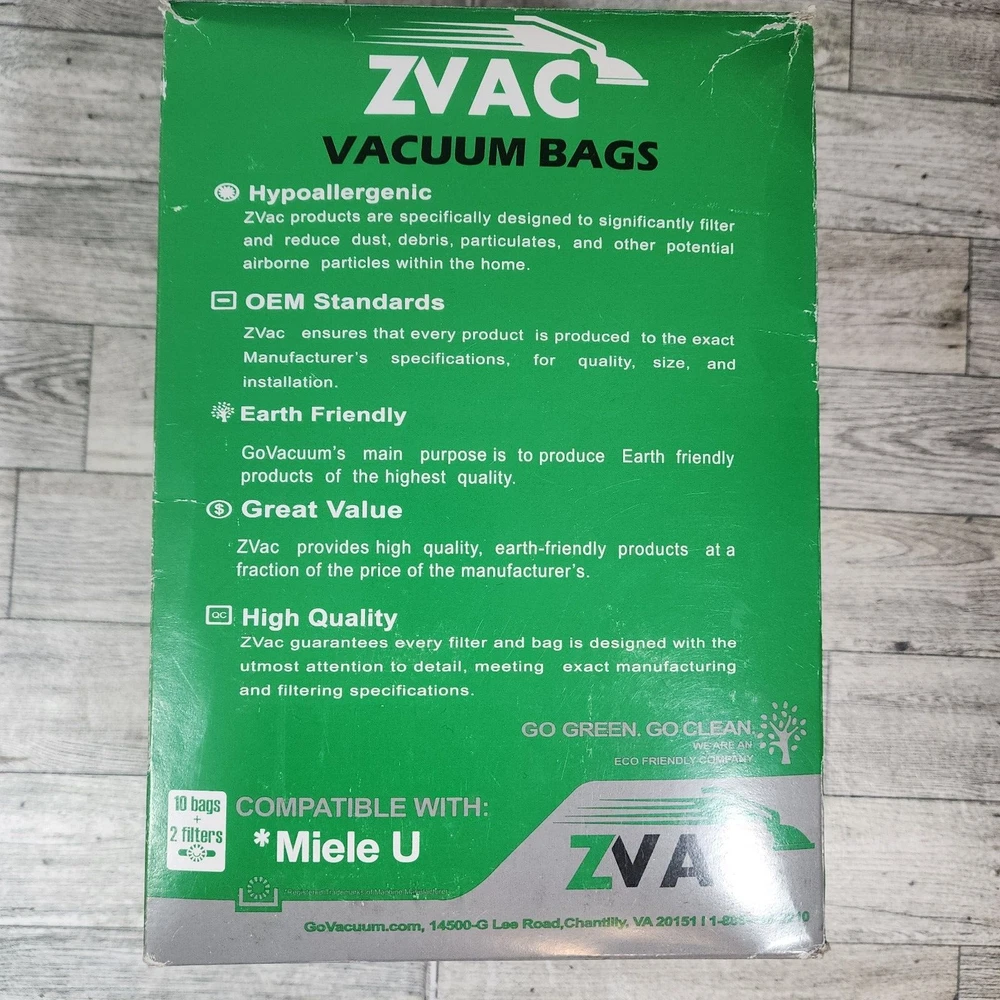 ZVAC
VACUUM BAGS
Hypoallergenic
ZVac products are specifically designed to significantly filter
and reduce dust, debris, particulates, and other potential
airborne particles within the home.
OEM Standards
ZVac ensures that every product is produced to the exact
Manufacturer's specifications, for quality, size, and
installation.
Earth Friendly
GoVacuum's main purpose is to produce Earth friendly
products of the highest quality.
$ Great Value
ZVac provides high quality, earth-friendly products at a
fraction of the price of the manufacturer's.
QC High Quality
ZVac guarantees every filter and bag is designed with the
utmost attention to detail, meeting exact manufacturing
and filtering specifications.
GO GREEN. GO CLEAN.
WE ARE AN
ECO FRIENDLY COMPANY
10 bags
+
2 filters
COMPATIBLE WITH:
*Miele U
ZVA
GoVacuum.com, 14500-G Lee Road,Chantilly, VA 20151 |